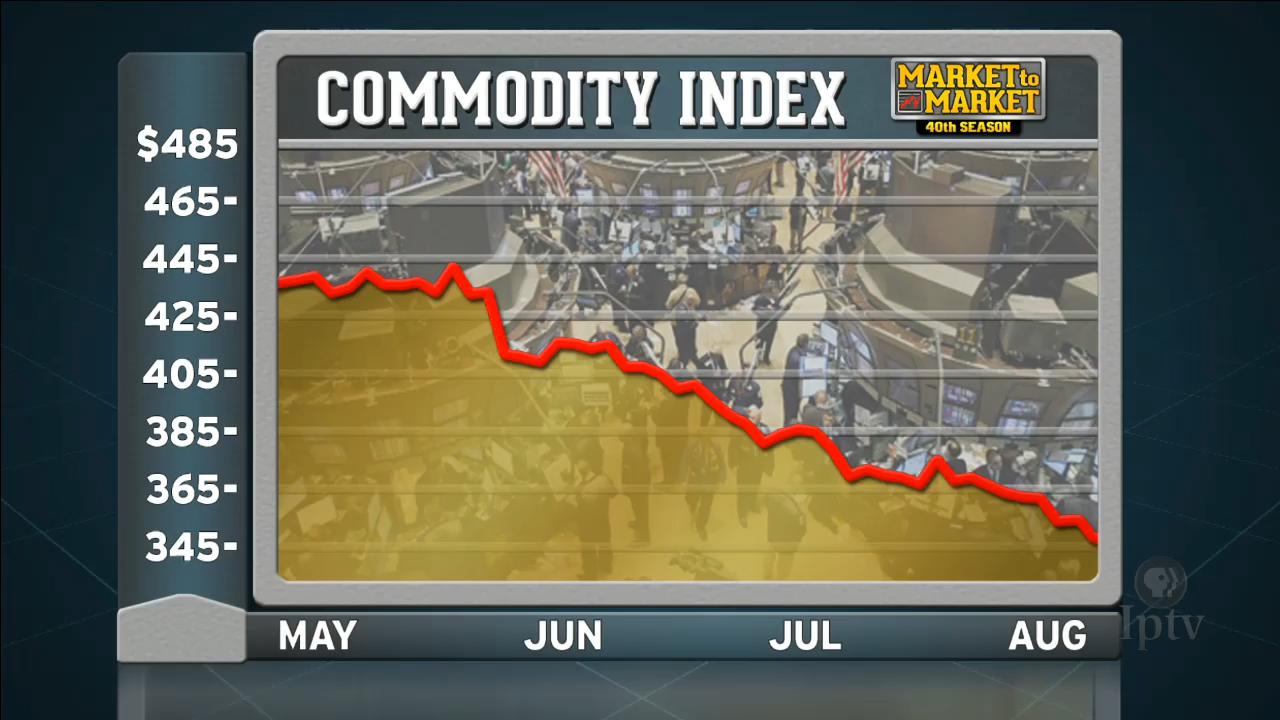 COMMODITY INDEX
MARKET to
MARKET
40th SEASON
$485
465-
445-
425-
405-
385-
365-
345-
MAY JUN JUL AUG
Iptv